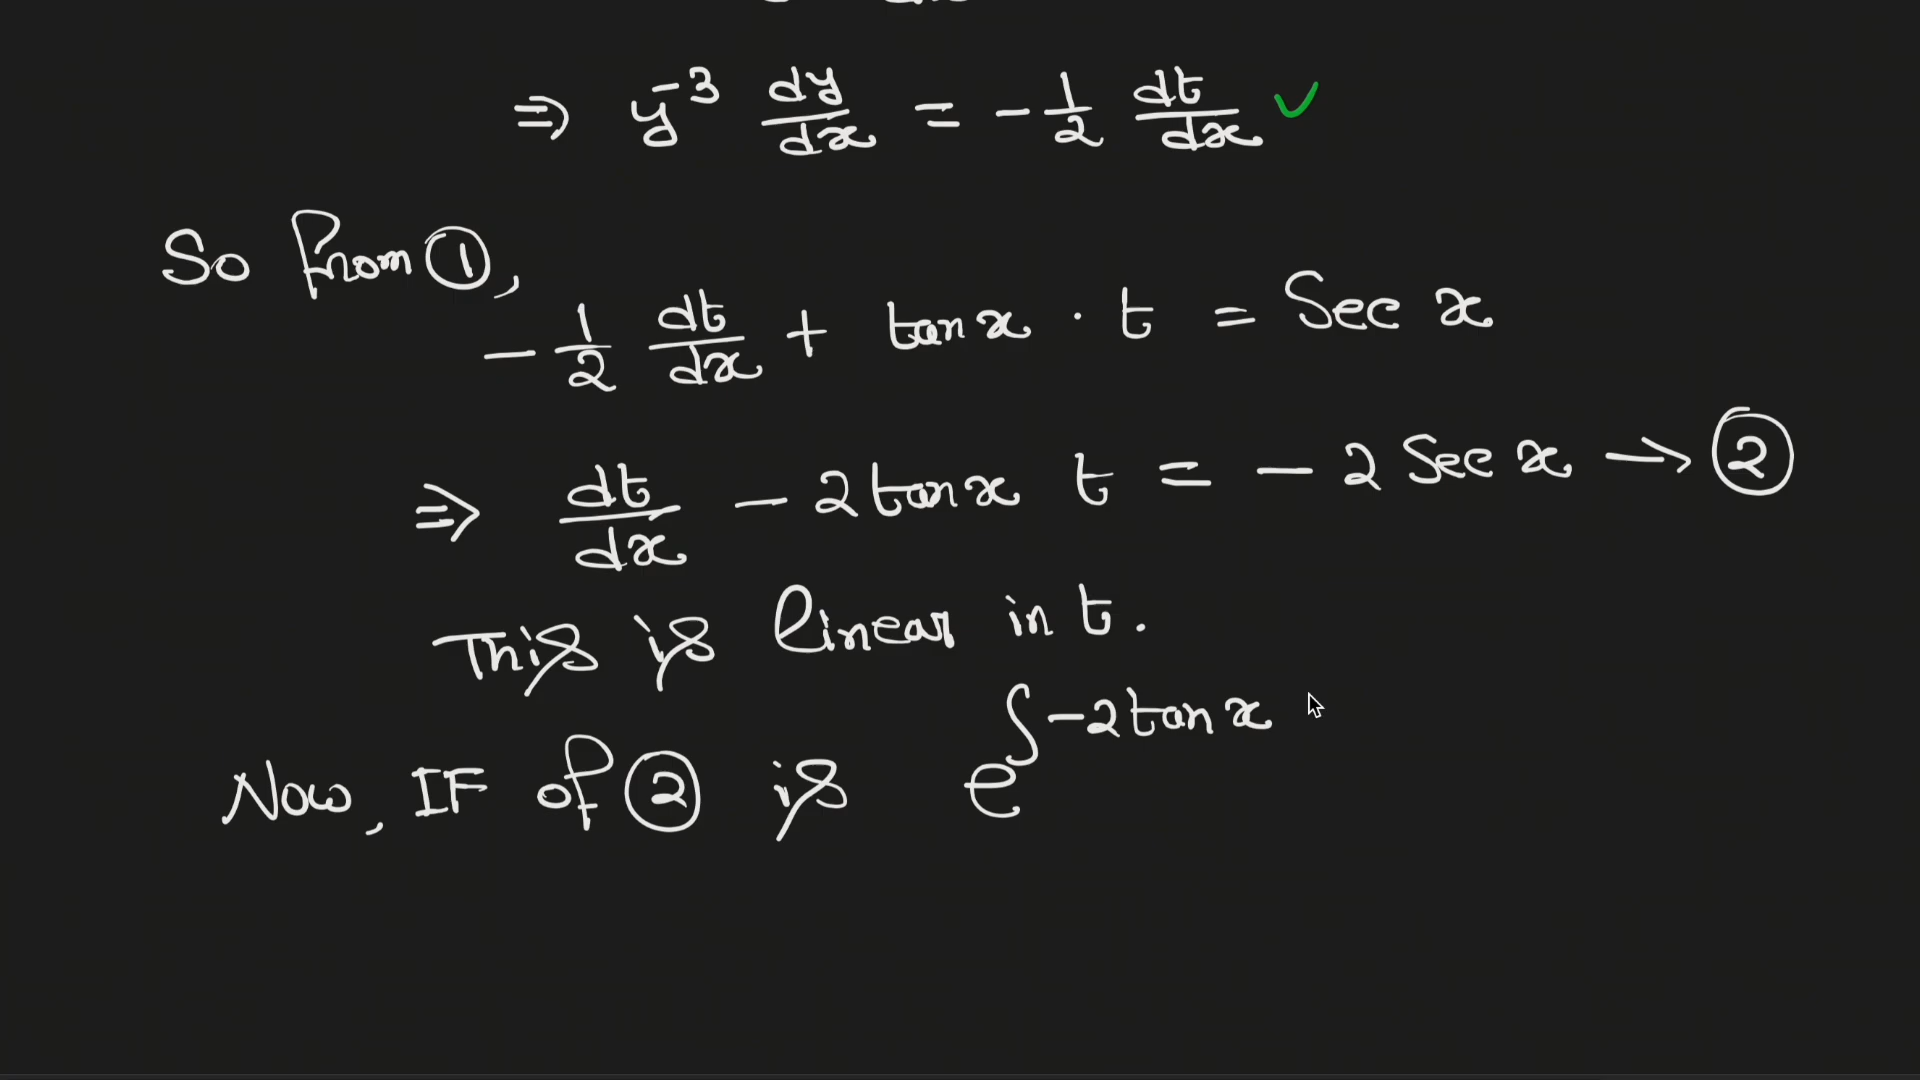 ⇒ y⁻³ dy/dx = -1/2 dt/dx ✓
So from ①,
-1/2 dt/dx + tan x · t = Sec x
⇒ dt/dx - 2 tan x t = - 2 Sec x → ②
This is linear in t.
Now, IF of ② is e^∫-2 tan x